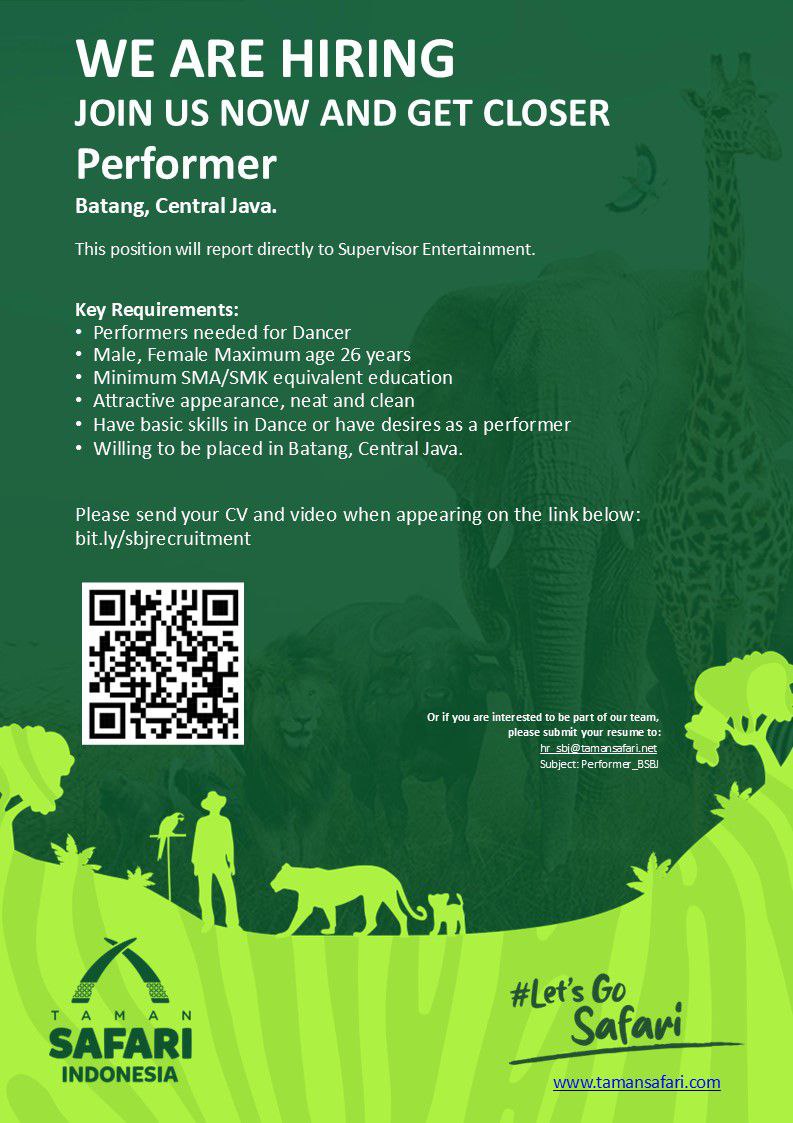 WE ARE HIRING
JOIN US NOW AND GET CLOSER
Performer
Batang, Central Java.
This position will report directly to Supervisor Entertainment.
Key Requirements:
• Performers needed for Dancer
• Male, Female Maximum age 26 years
• Minimum SMA/SMK equivalent education
• Attractive appearance, neat and clean
• Have basic skills in Dance or have desires as a performer
• Willing to be placed in Batang, Central Java.
Please send your CV and video when appearing on the link below:
bit.ly/sbjrecruitment
Or if you are interested to be part of our team,
please submit your resume to:
hr_sbj@tamansafari.net
Subject: Performer_BSBJ
TAMAN
SAFARI
INDONESIA
#Let's Go
Safari
www.tamansafari.com